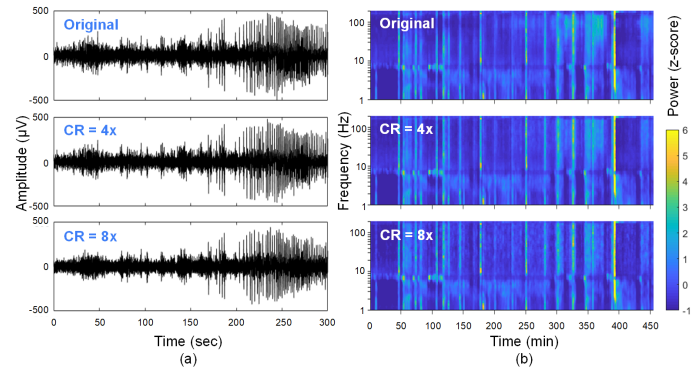 500
Original
0
-500
500
CR = 4x
0
-500
500
CR = 8x
0
-500
0 50 100 150 200 250 300
Amplitude (µV)
Time (sec)
(a)
Original
100
10
1
CR = 4x
100
10
1
CR = 8x
100
10
1
0 50 100 150 200 250 300 350 400 450
Frequency (Hz)
Time (min)
(b)
Power (z-score)
6
5
4
3
2
1
0
-1